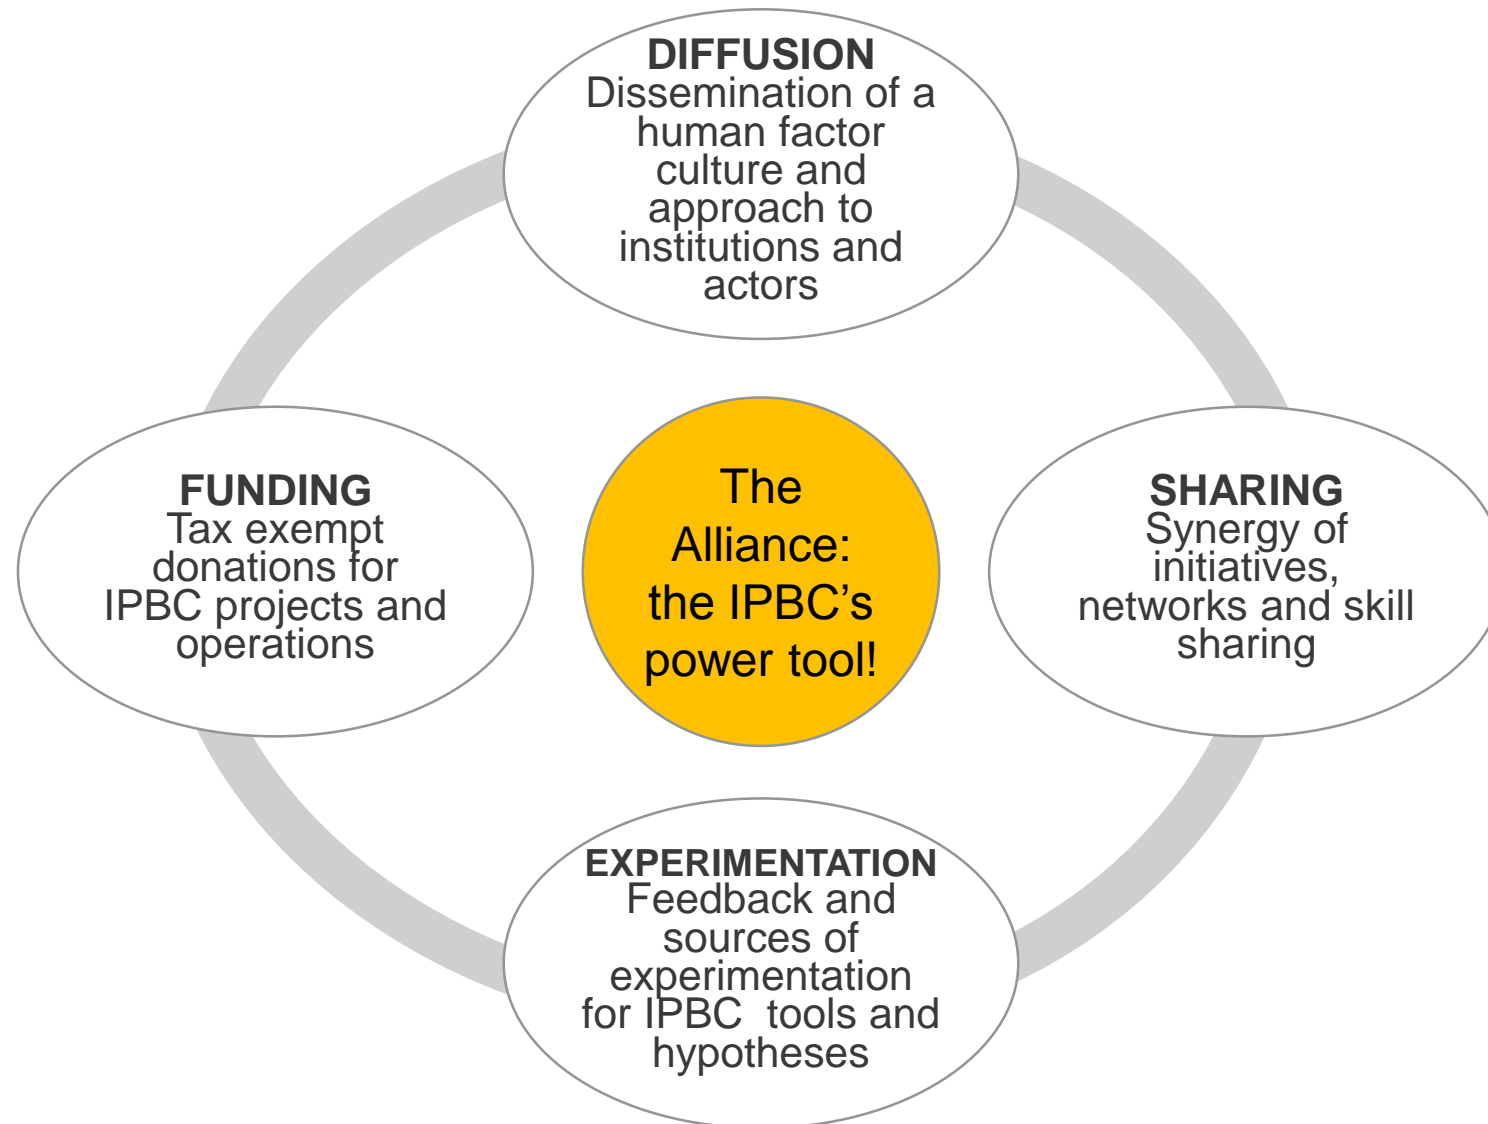 DIFFUSION
Dissemination of a
human factor
culture and
approach to
institutions and
actors
FUNDING
Tax exempt
donations for
IPBC projects and
operations
The
Alliance:
the IPBC’s
power tool!
SHARING
Synergy of
initiatives,
networks and skill
sharing
EXPERIMENTATION
Feedback and
sources of
experimentation
for IPBC  tools and
hypotheses